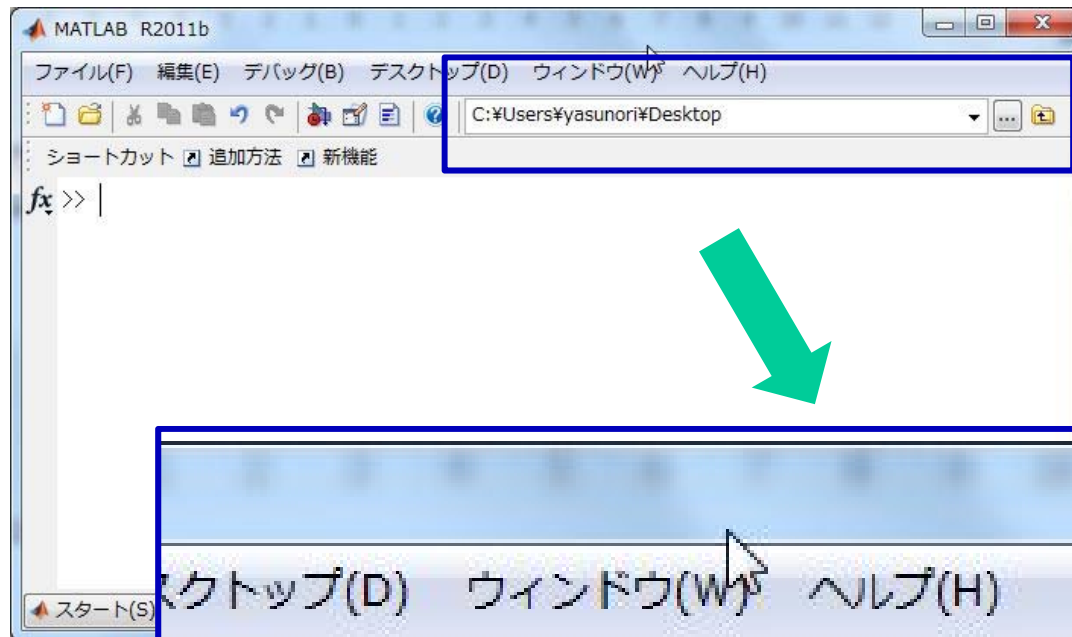 MATLAB R2011b
ファイル(F) 編集(E) デバッグ(B) デスクトップ(D) ウィンドウ(W) ヘルプ(H)
C:¥Users¥yasunori¥Desktop
ショートカット 追加方法 新機能
fx >>
スタート(S)
スクトップ(D) ウィンドウ(W) ヘルプ(H)